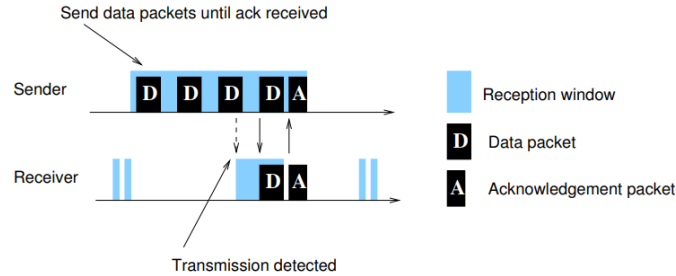 Send data packets until ack received
Sender
D D D D A
Reception window
D Data packet
Receiver
D A
A Acknowledgement packet
Transmission detected